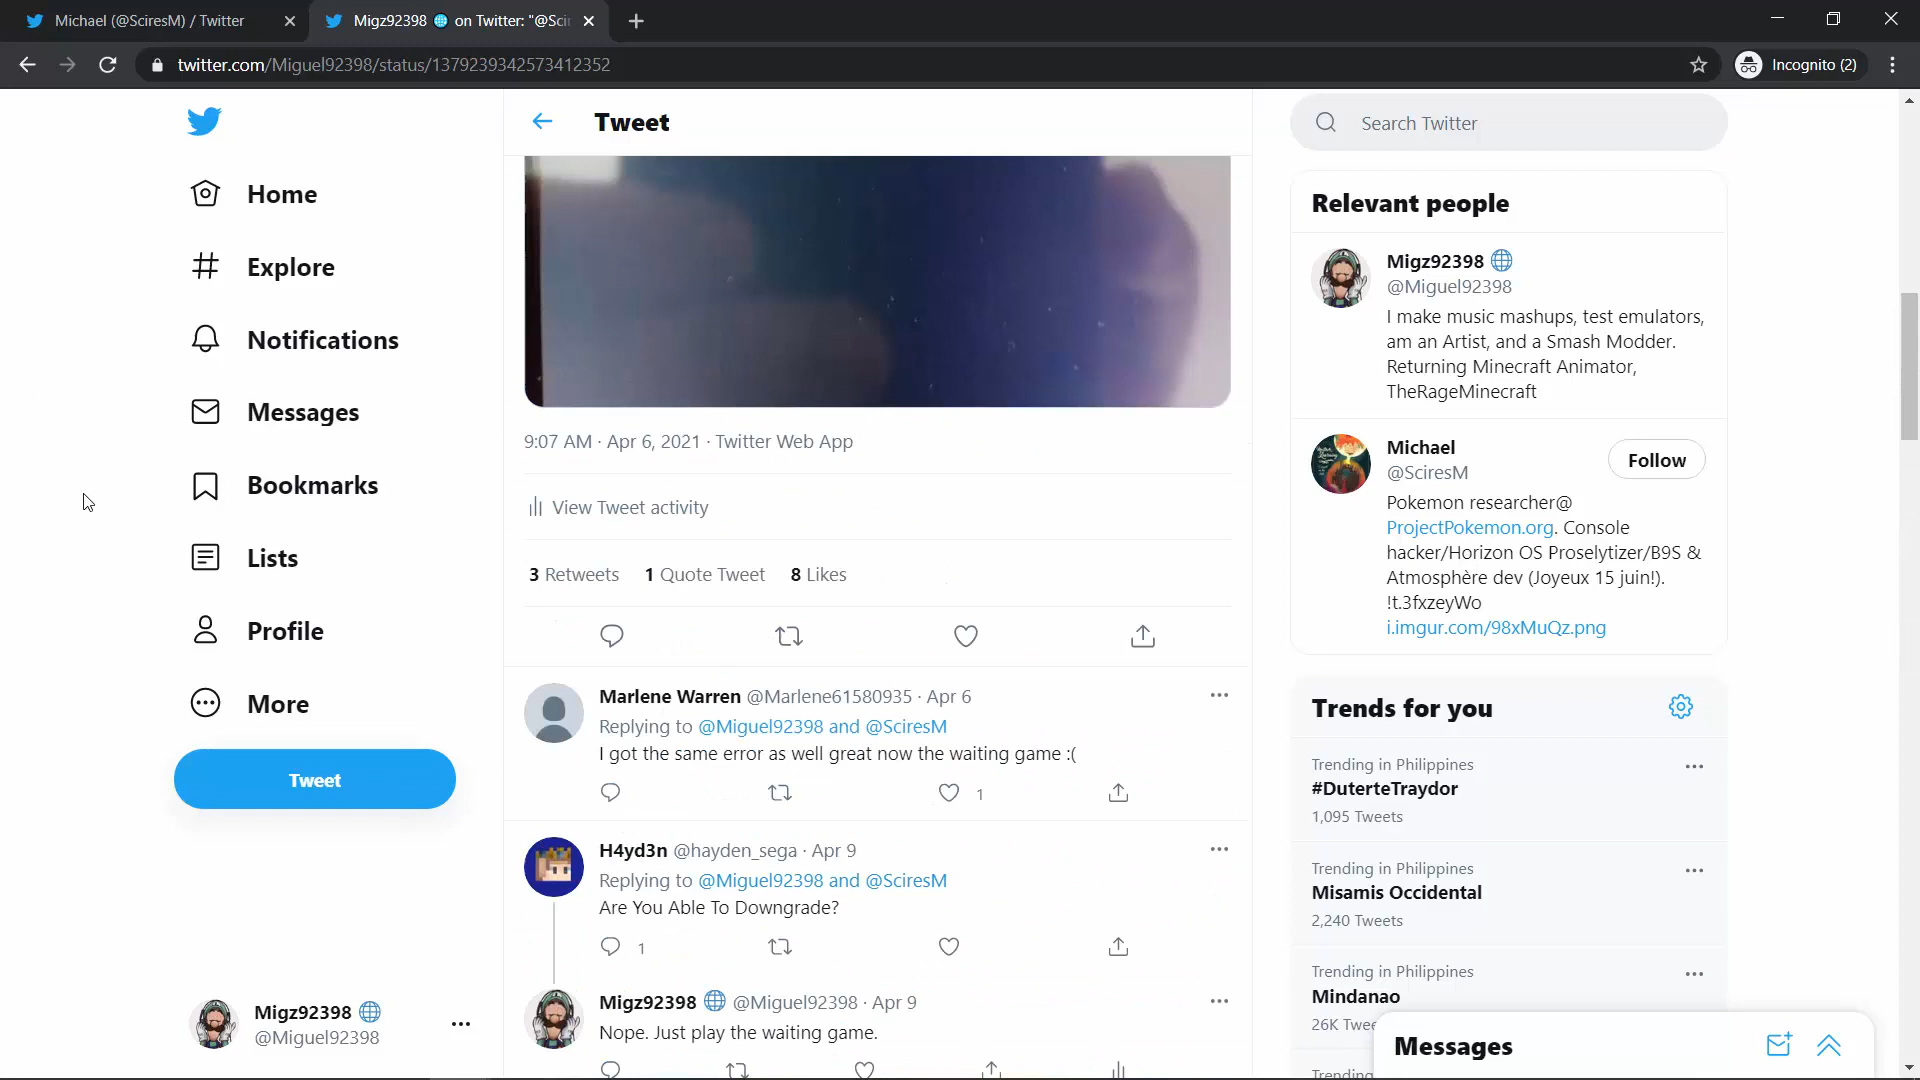 Michael (@SciresM) / Twitter
Migz92398 on Twitter: "@Scir
twitter.com/Miguel92398/status/1379239342573412352
Incognito (2)
Home
Explore
Notifications
Messages
Bookmarks
Lists
Profile
More
Tweet
Migz92398
@Miguel92398
Tweet
9:07 AM · Apr 6, 2021 · Twitter Web App
View Tweet activity
3 Retweets 1 Quote Tweet 8 Likes
Marlene Warren @Marlene61580935 · Apr 6
Replying to @Miguel92398 and @SciresM
I got the same error as well great now the waiting game :(
1
H4yd3n @hayden_sega · Apr 9
Replying to @Miguel92398 and @SciresM
Are You Able To Downgrade?
1
Migz92398 @Miguel92398 · Apr 9
Nope. Just play the waiting game.
Search Twitter
Relevant people
Migz92398
@Miguel92398
I make music mashups, test emulators,
am an Artist, and a Smash Modder.
Returning Minecraft Animator,
TheRageMinecraft
Michael
@SciresM
Follow
Pokemon researcher@
ProjectPokemon.org. Console
hacker/Horizon OS Proselytizer/B9S &
Atmosphère dev (Joyeux 15 juin!).
!t.3fxzeyWo
i.imgur.com/98xMuQz.png
Trends for you
Trending in Philippines
#DuterteTraydor
1,095 Tweets
Trending in Philippines
Misamis Occidental
2,240 Tweets
Trending in Philippines
Mindanao
26K Twee
Trending
Messages